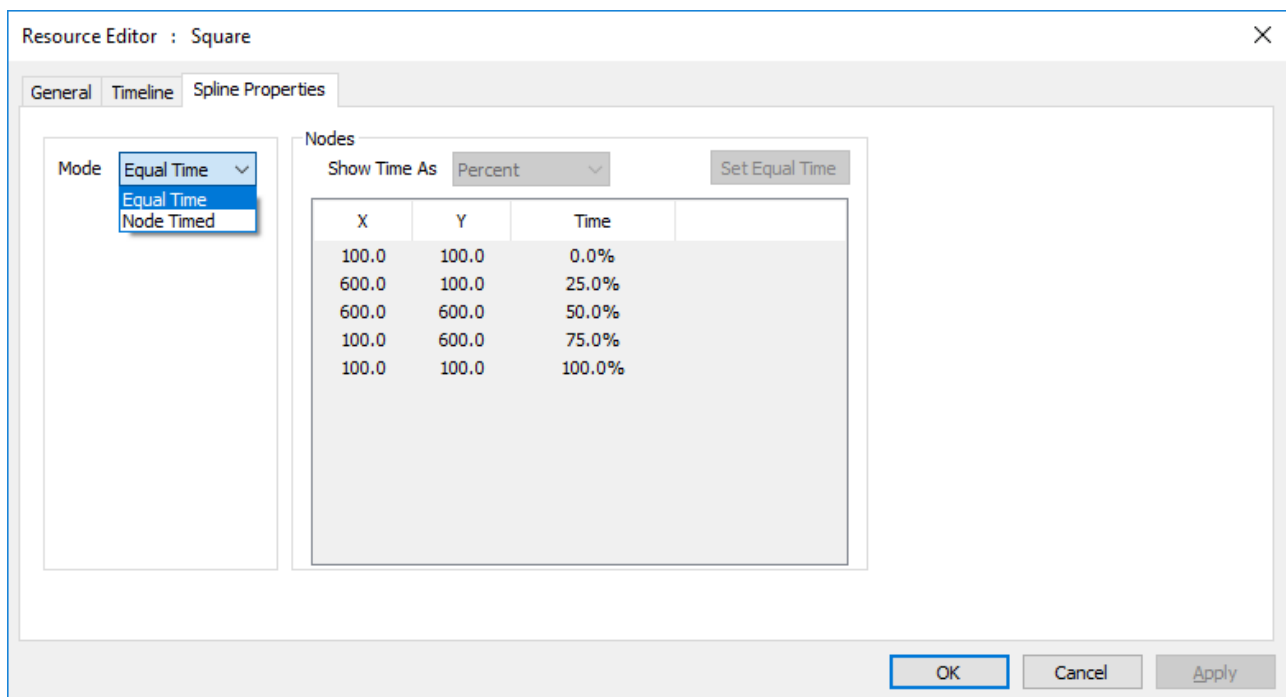 Resource Editor : Square
General Timeline Spline Properties
Mode Equal Time
Equal Time
Node Timed
Nodes
Show Time As Percent Set Equal Time
X Y Time
100.0 100.0 0.0%
600.0 100.0 25.0%
600.0 600.0 50.0%
100.0 600.0 75.0%
100.0 100.0 100.0%
OK Cancel Apply